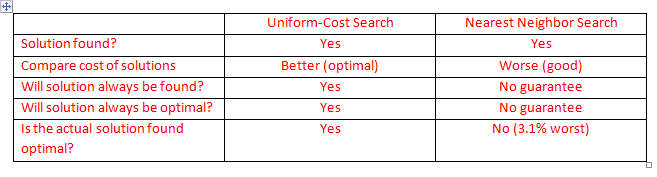 Uniform-Cost Search Nearest Neighbor Search
Solution found? Yes Yes
Compare cost of solutions Better (optimal) Worse (good)
Will solution always be found? Yes No guarantee
Will solution always be optimal? Yes No guarantee
Is the actual solution found Yes No (3.1% worst)
optimal?